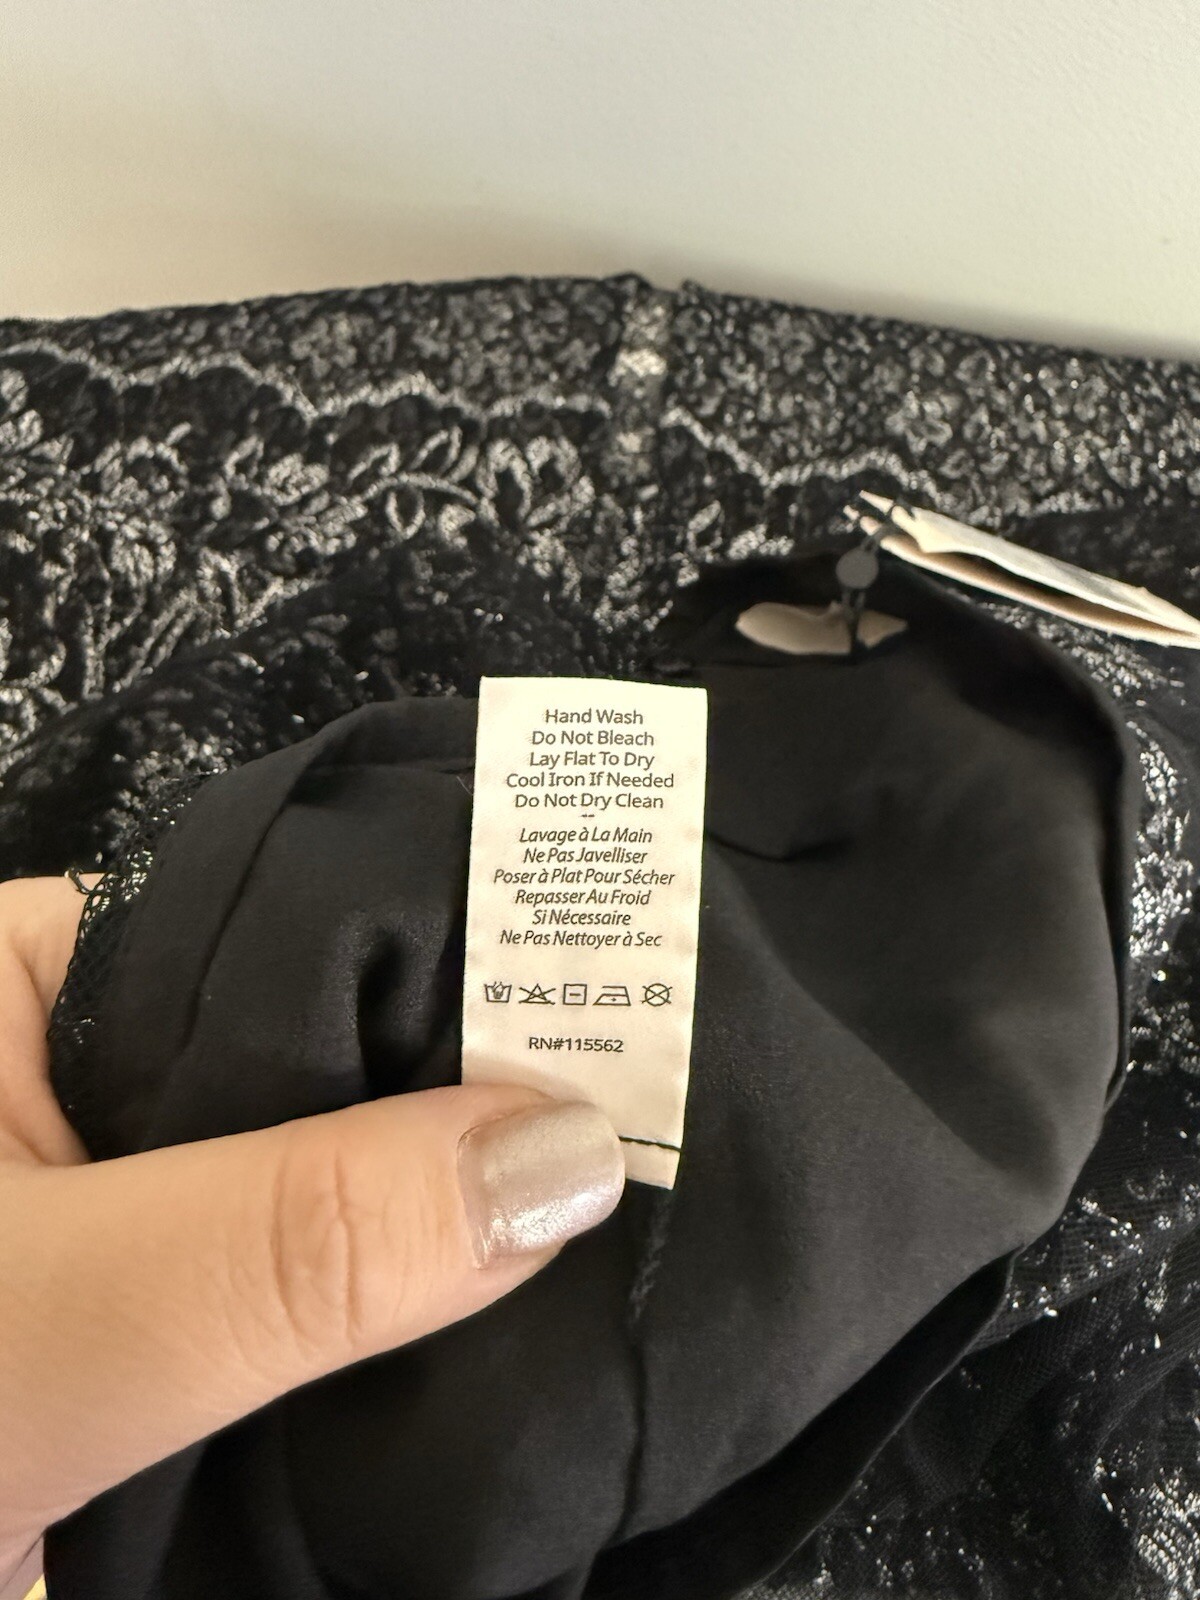 Hand Wash
Do Not Bleach
Lay Flat To Dry
Cool Iron If Needed
Do Not Dry Clean
--
Lavage à La Main
Ne Pas Javelliser
Poser à Plat Pour Sécher
Repasser Au Froid
Si Nécessaire
Ne Pas Nettoyer à Sec
RN#115562